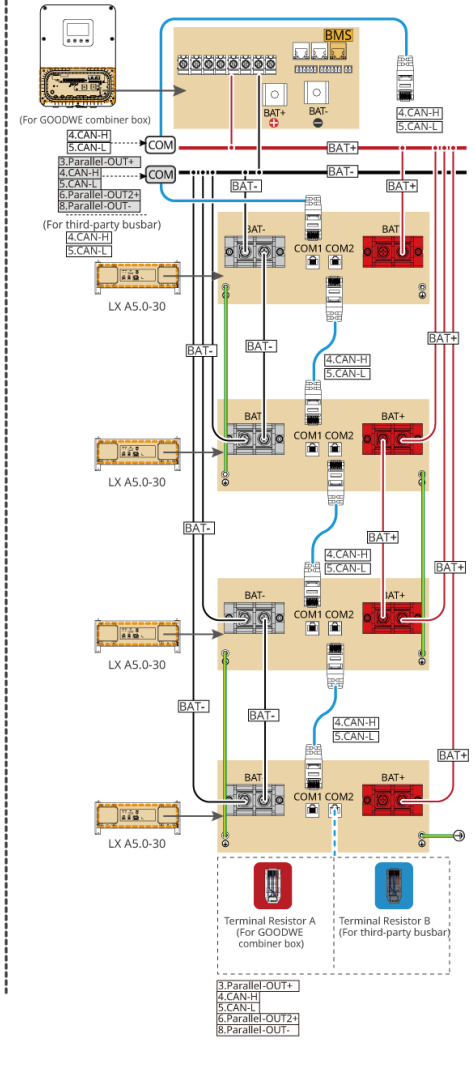 BMS
BAT+
BAT-
(For GOODWE combiner box)
4.CAN-H
5.CAN-L
4.CAN-H
5.CAN-L
COM
BAT+
3.Parallel-OUT+
4.CAN-H
5.CAN-L
6.Parallel-OUT2+
8.Parallel-OUT-
COM
BAT-
BAT-
BAT+
(For third-party busbar)
4.CAN-H
5.CAN-L
BAT-
BAT
COM1 COM2
LX A5.0-30
BAT+
BAT-
BAT-
4.CAN-H
5.CAN-L
BAT
BAT+
COM1 COM2
LX A5.0-30
BAT-
BAT+
4.CAN-H
5.CAN-L
BAT+
BAT-
BAT+
COM1 COM2
LX A5.0-30
BAT-
BAT-
4.CAN-H
5.CAN-L
BAT+
BAT
BAT+
COM1 COM2
LX A5.0-30
Terminal Resistor A
(For GOODWE
combiner box)
Terminal Resistor B
(For third-party busbar)
3.Parallel-OUT+
4.CAN-H
5.CAN-L
6.Parallel-OUT2+
8.Parallel-OUT-